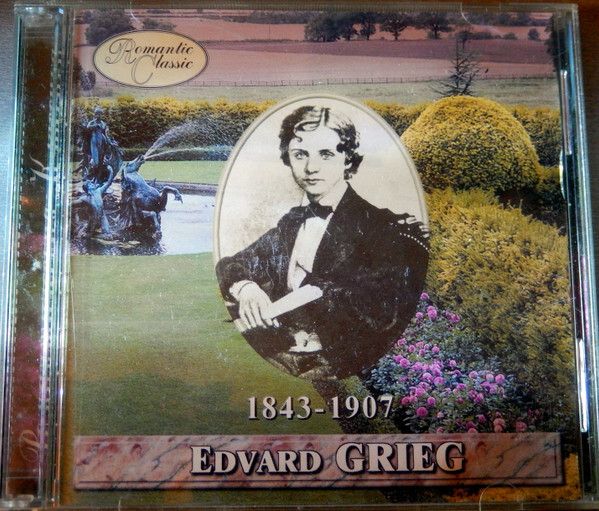 Romantic
Classic
1843-1907
EDVARD GRIEG